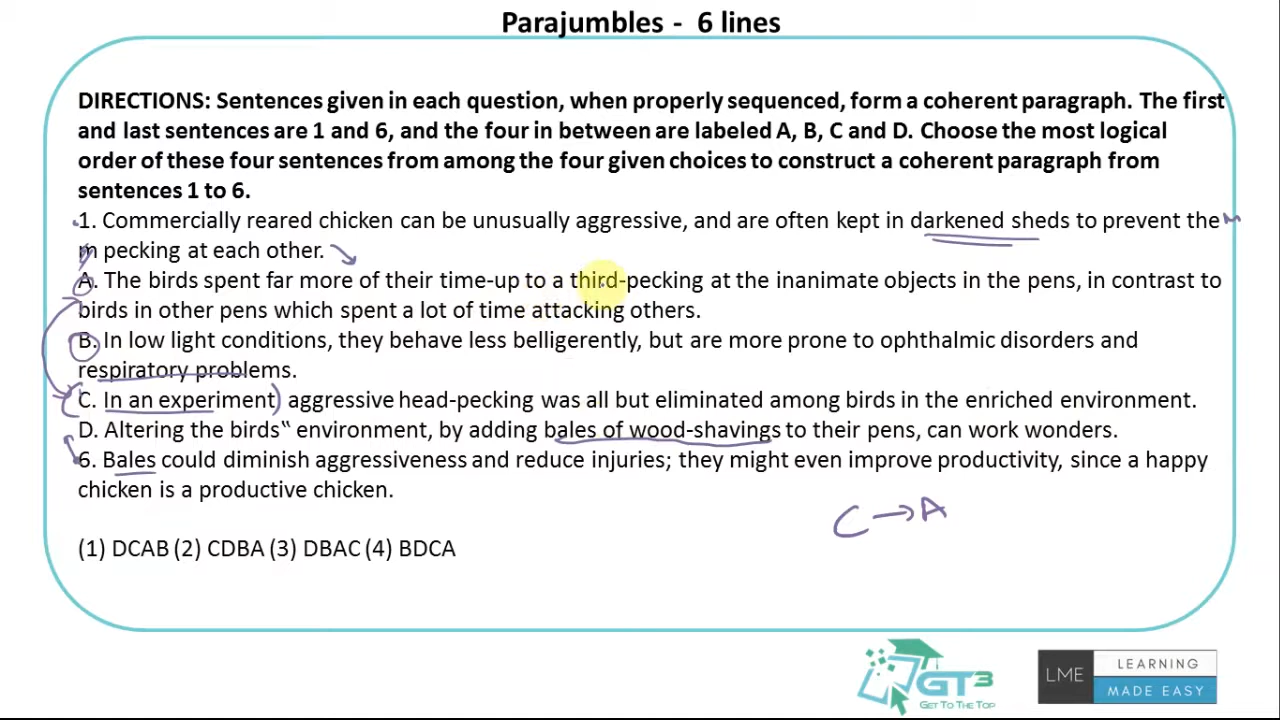 Parajumbles - 6 lines
DIRECTIONS: Sentences given in each question, when properly sequenced, form a coherent paragraph. The first
and last sentences are 1 and 6, and the four in between are labeled A, B, C and D. Choose the most logical
order of these four sentences from among the four given choices to construct a coherent paragraph from
sentences 1 to 6.
1. Commercially reared chicken can be unusually aggressive, and are often kept in darkened sheds to prevent the m
m pecking at each other.
A. The birds spent far more of their time-up to a third-pecking at the inanimate objects in the pens, in contrast to
birds in other pens which spent a lot of time attacking others.
B. In low light conditions, they behave less belligerently, but are more prone to ophthalmic disorders and
respiratory problems.
C. In an experiment) aggressive head-pecking was all but eliminated among birds in the enriched environment.
D. Altering the birds‟ environment, by adding bales of wood-shavings to their pens, can work wonders.
6. Bales could diminish aggressiveness and reduce injuries; they might even improve productivity, since a happy
chicken is a productive chicken.
C → A
(1) DCAB (2) CDBA (3) DBAC (4) BDCA
GT3
GET TO THE TOP
LME LEARNING
MADE EASY